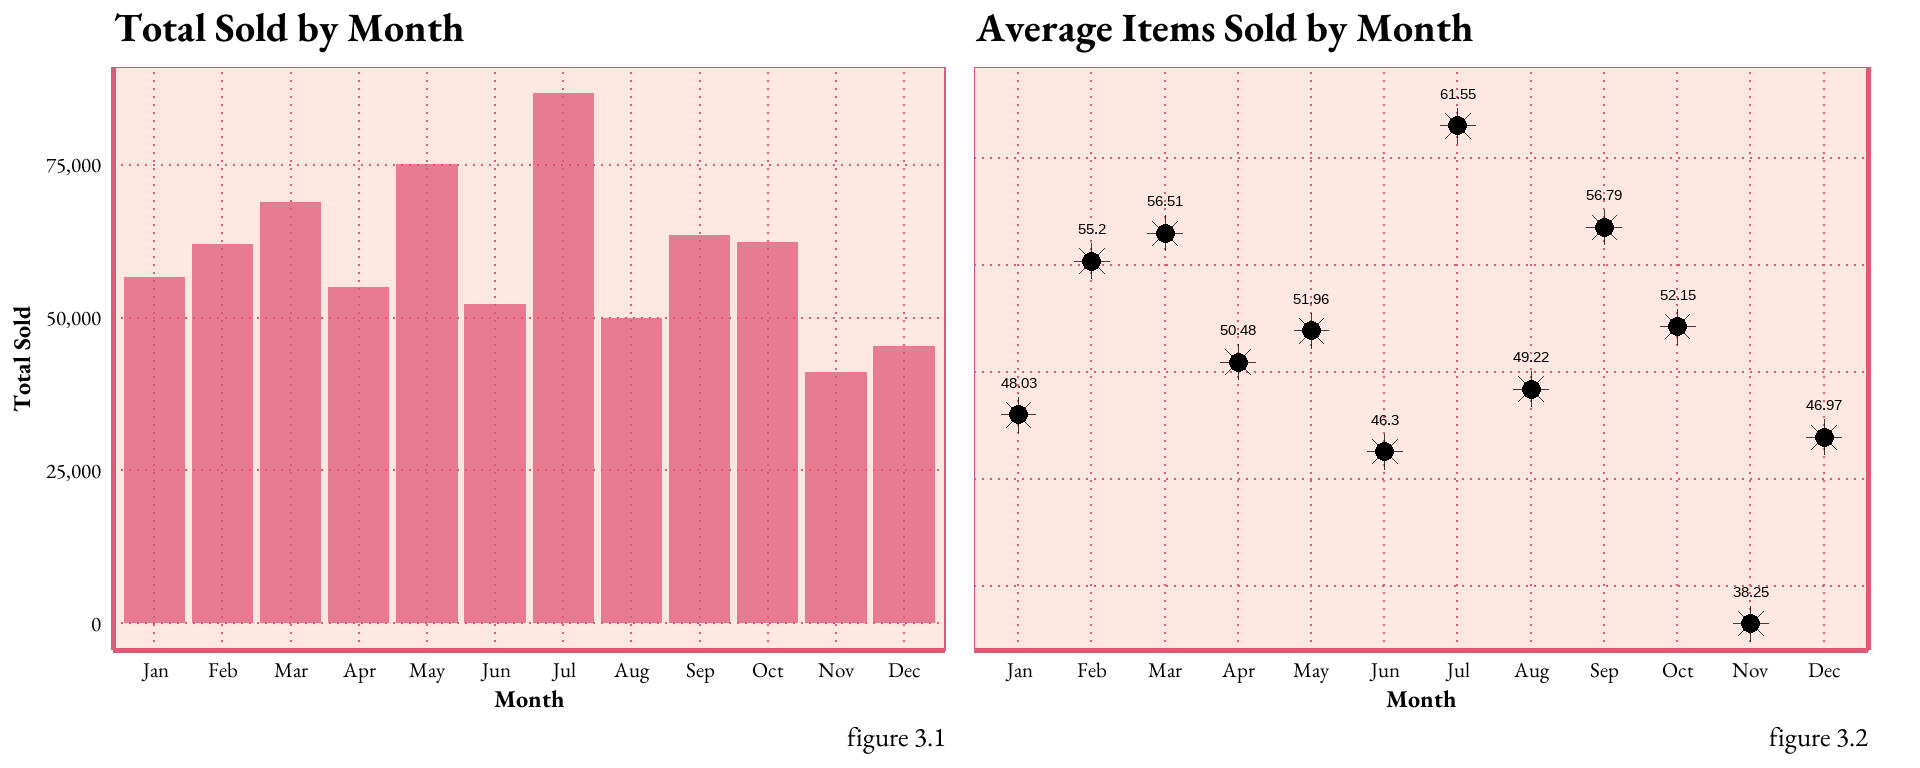 Total Sold by Month
Total Sold
75,000
50,000
25,000
0
Jan Feb Mar Apr May Jun Jul Aug Sep Oct Nov Dec
Month
figure 3.1
Average Items Sold by Month
61.55
56.79
56.51
55.2
52.15
51.96
50.48
49.22
48.03
46.97
46.3
38.25
Jan Feb Mar Apr May Jun Jul Aug Sep Oct Nov Dec
Month
figure 3.2